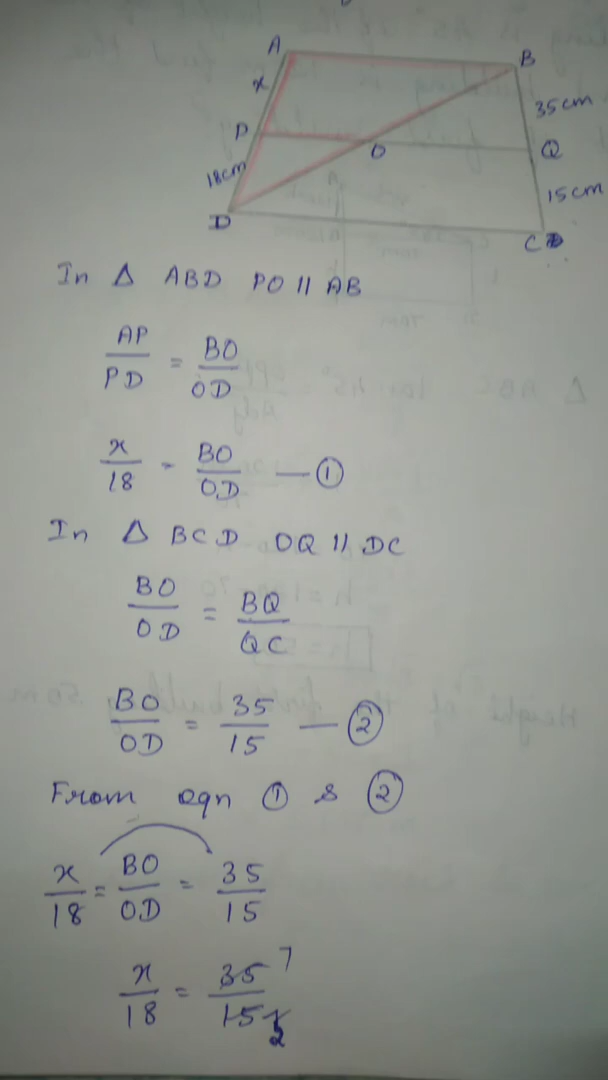 A
B
x
35cm
P
O
Q
18cm
15cm
D
C
In Δ ABD PO || AB
AP/PD = BO/OD
x/18 = BO/OD — ①
In Δ BCD OQ || DC
BO/OD = BQ/QC
BO/OD = 35/15 — ②
From eqn ① & ②
x/18 = BO/OD = 35/15
x/18 = 35/15 7